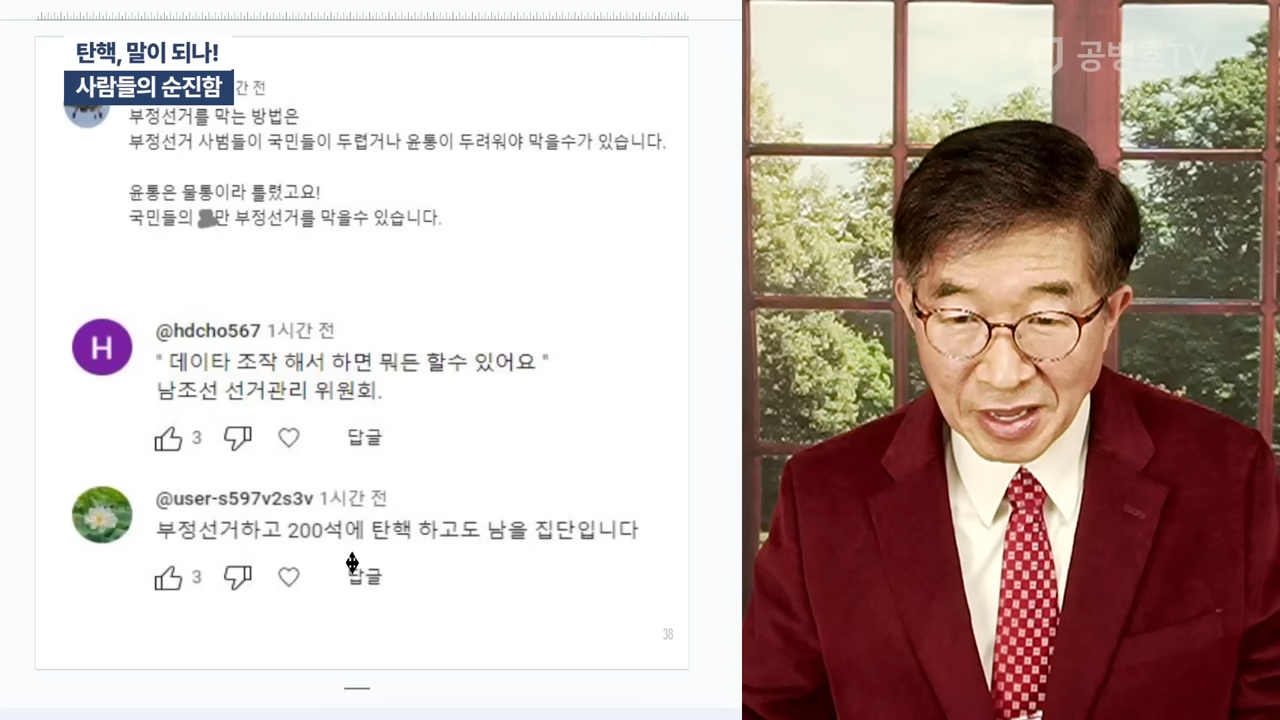 탄핵, 말이 되나!
사람들의 순진함
간 전
부정선거를 막는 방법은
부정선거 사범들이 국민들이 두렵거나 윤통이 두려워야 막을수가 있습니다.
윤통은 물통이라 틀렸고요!
국민들의 만 부정선거를 막을수 있습니다.
H
@hdcho567 1시간 전
" 데이타 조작 해서 하면 뭐든 할수 있어요 "
남조선 선거관리 위원회.
3 답글
@user-s597v2s3v 1시간 전
부정선거하고 200석에 탄핵 하고도 남을 집단입니다
3 답글
38
공병호TV